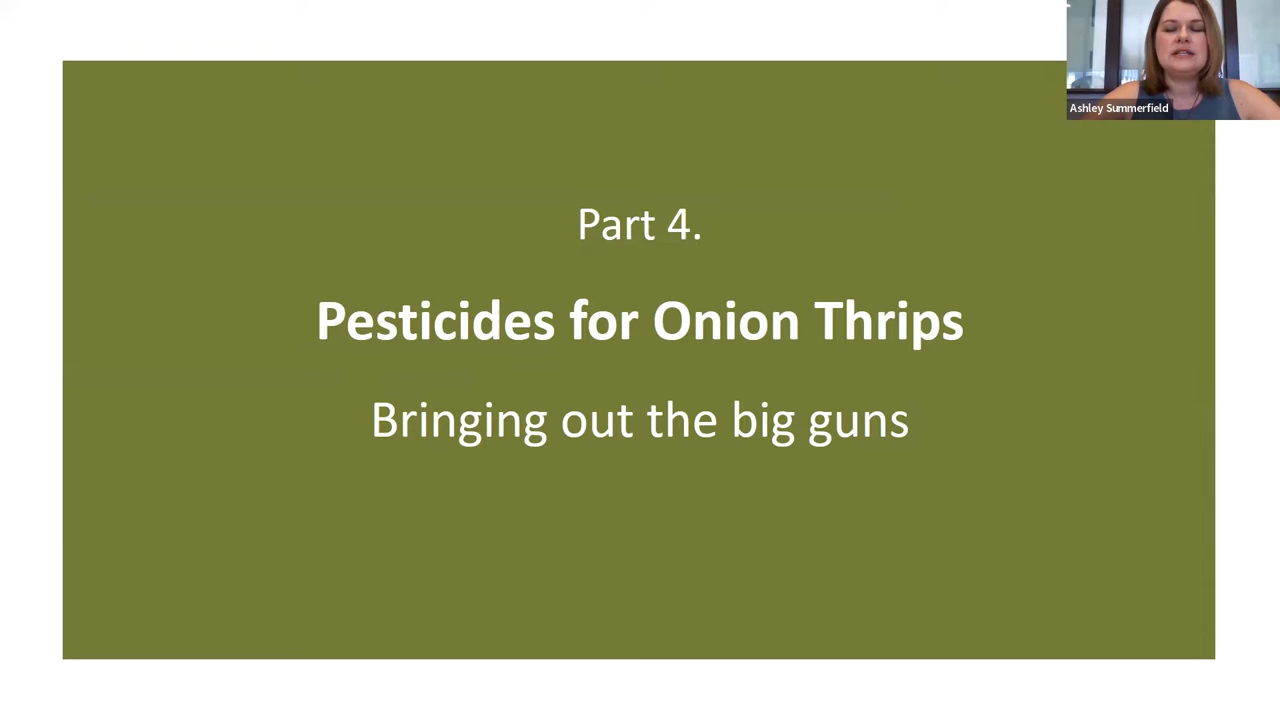 Ashley Summerfield
Part 4.
Pesticides for Onion Thrips
Bringing out the big guns